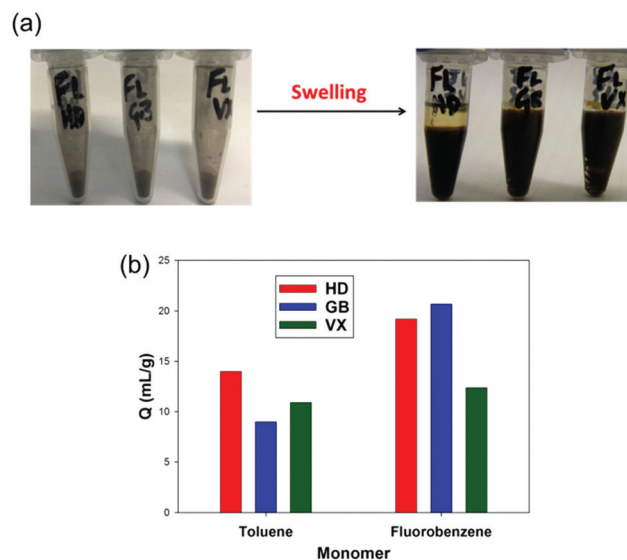 (a)
FL
HD
FL
GB
FL
VX
Swelling
FL
HD
FL
GB
FL
VX
(b)
25
20
15
10
5
0
Q (mL/g)
HD
GB
VX
Toluene
Fluorobenzene
Monomer